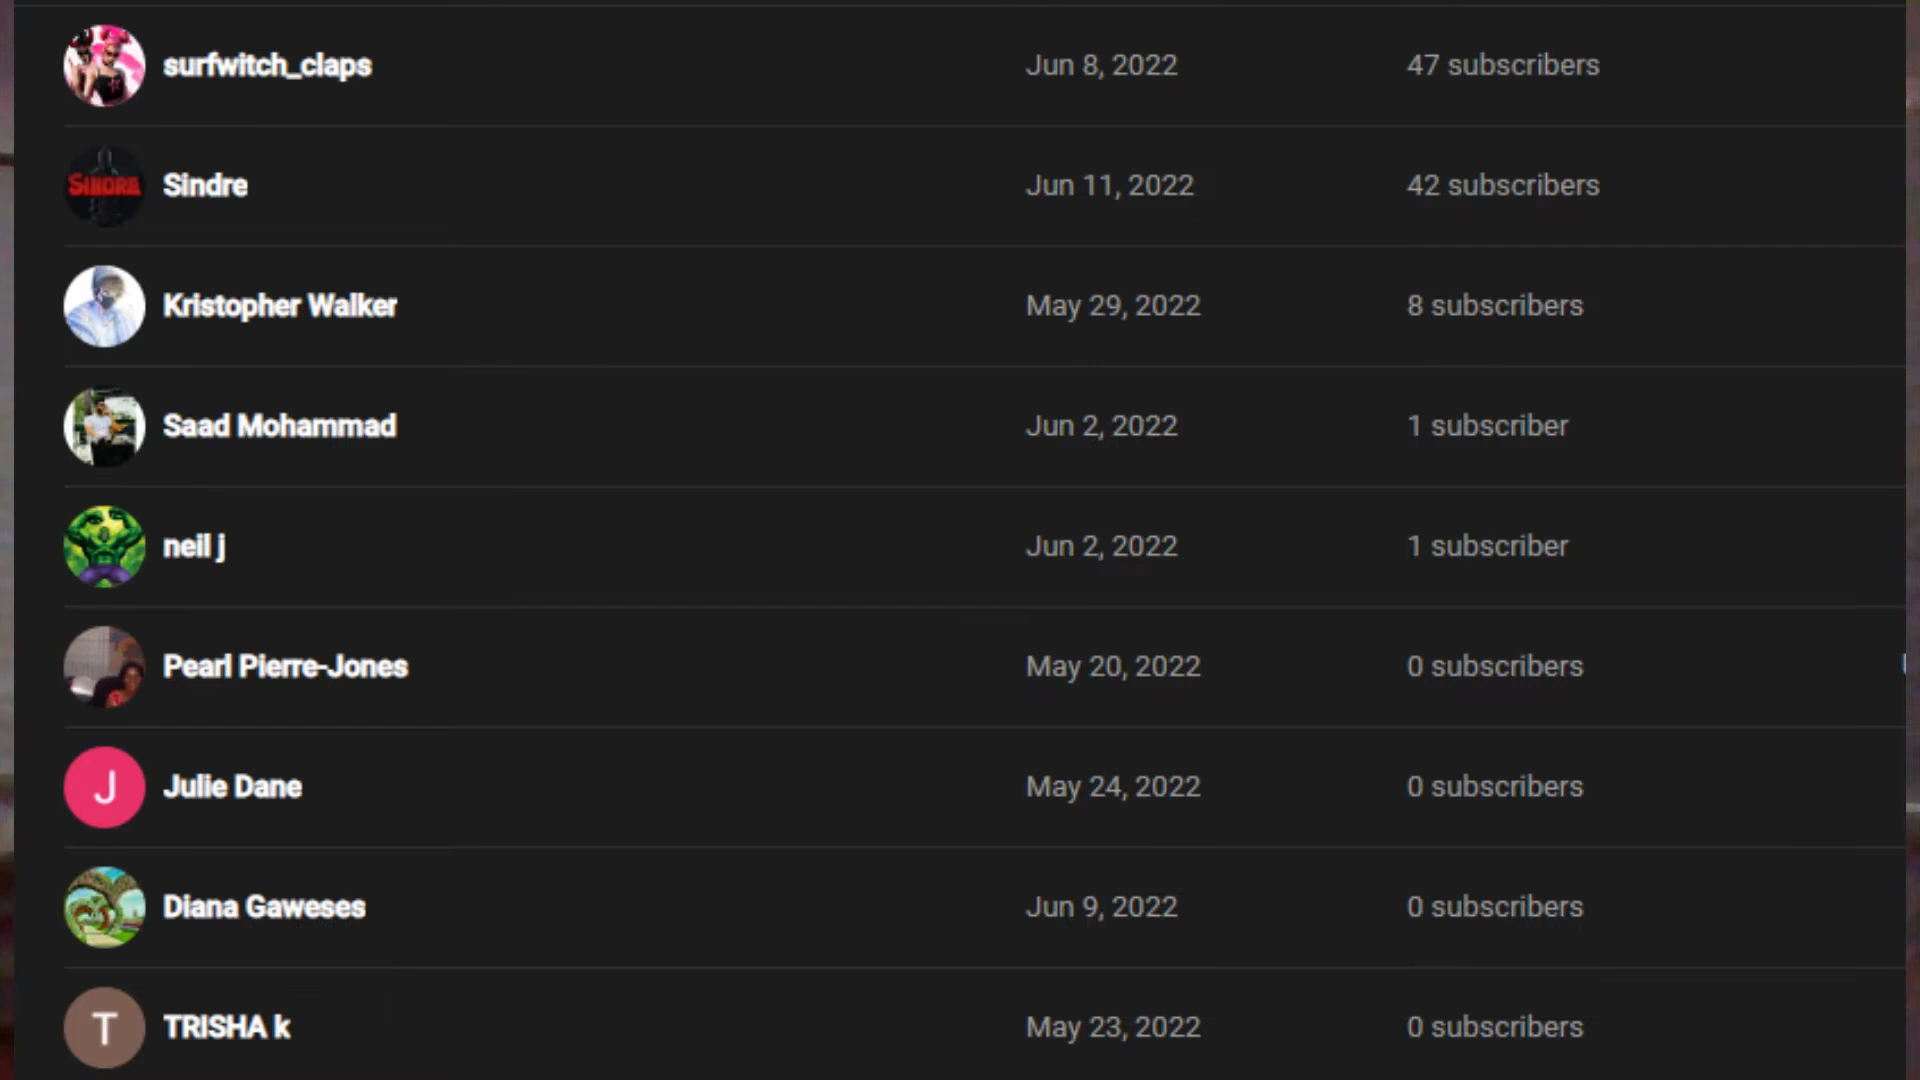 surfwitch_claps Jun 8, 2022 47 subscribers
SINDRE Sindre Jun 11, 2022 42 subscribers
Kristopher Walker May 29, 2022 8 subscribers
Saad Mohammad Jun 2, 2022 1 subscriber
neil j Jun 2, 2022 1 subscriber
Pearl Pierre-Jones May 20, 2022 0 subscribers
J Julie Dane May 24, 2022 0 subscribers
Diana Gaweses Jun 9, 2022 0 subscribers
T TRISHA k May 23, 2022 0 subscribers